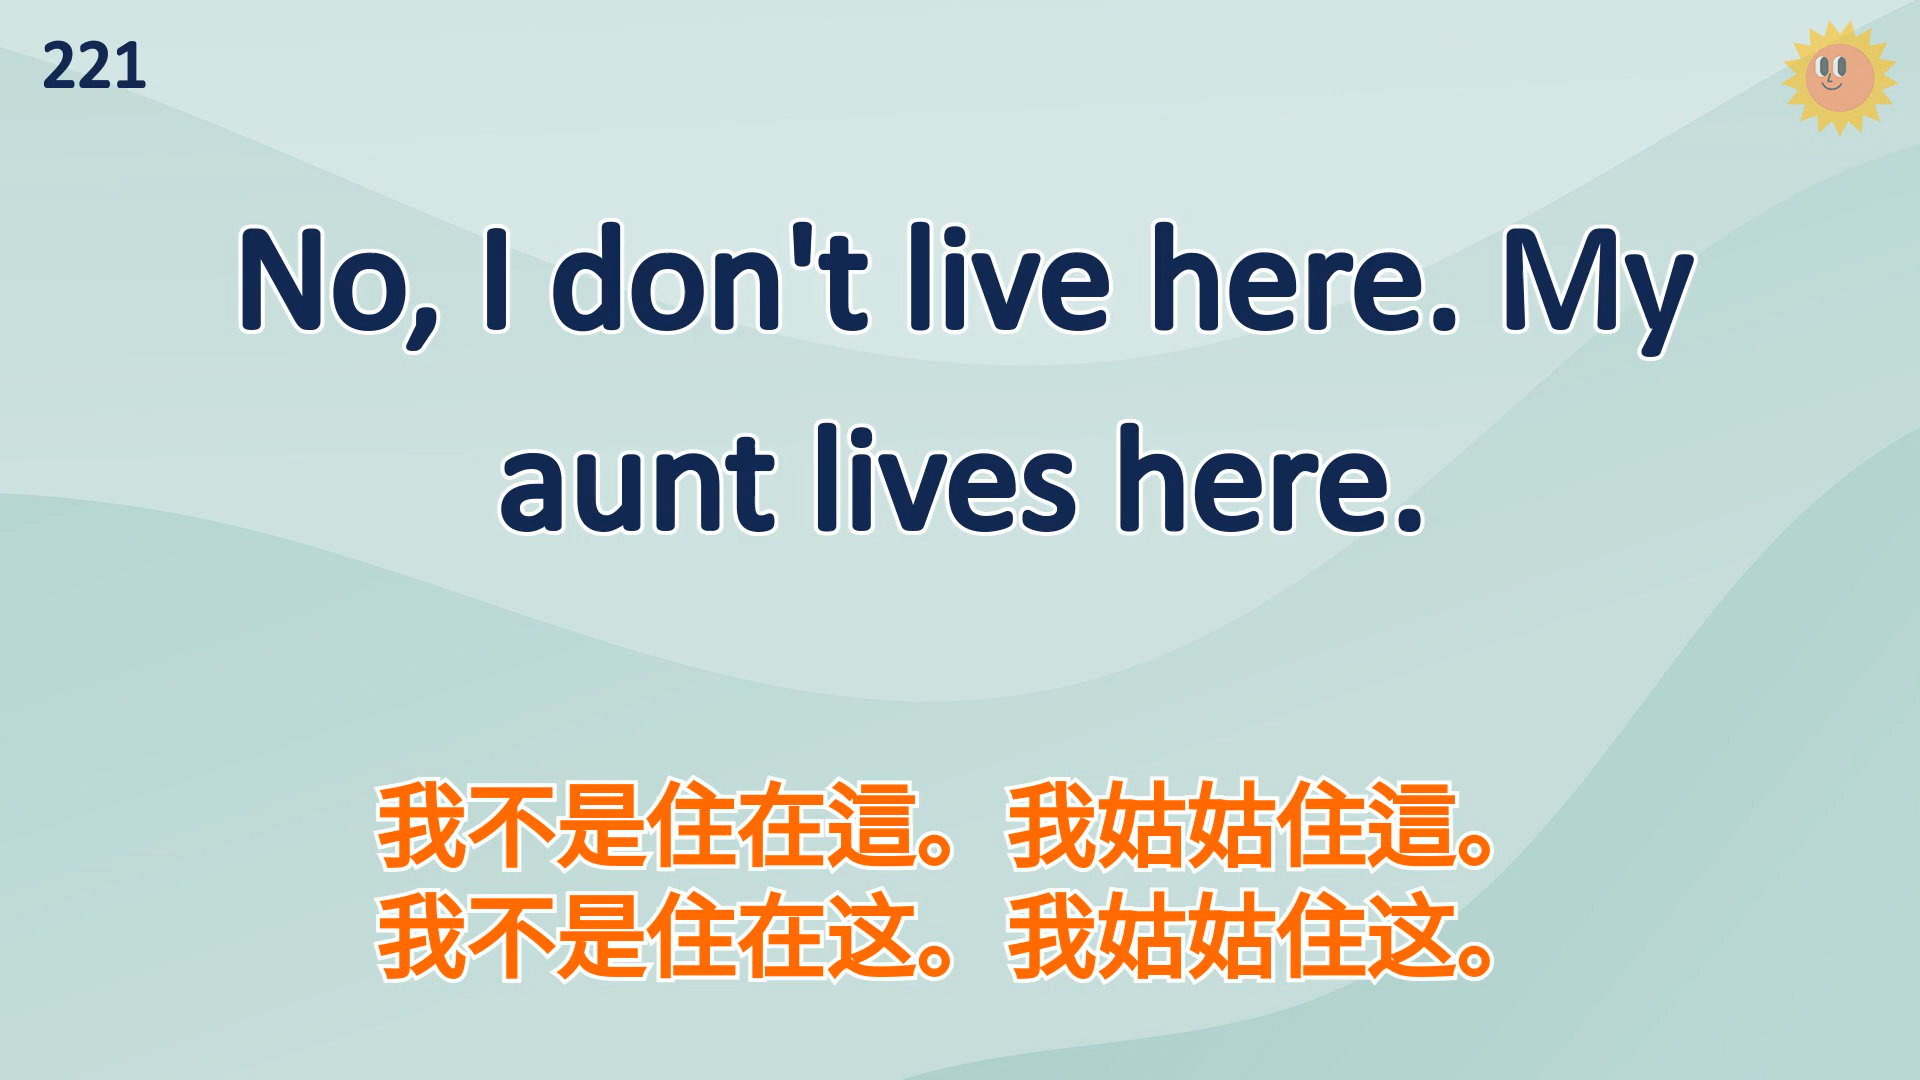 221
No, I don't live here. My
aunt lives here.
我不是住在這。我姑姑住這。
我不是住在这。我姑姑住这。